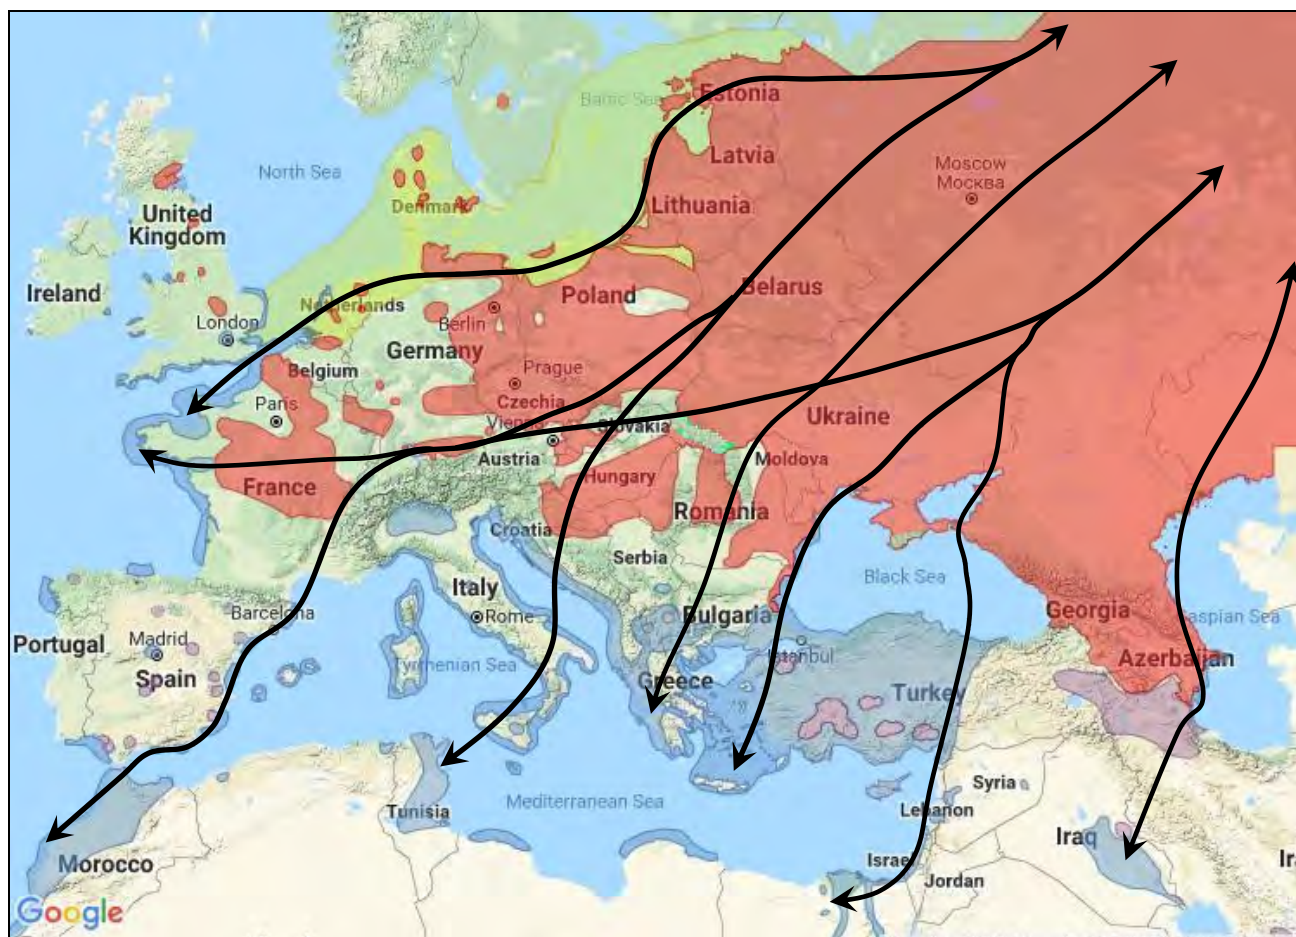 Estonia
Baltic Sea
Latvia
Moscow
Москва
North Sea
Denmark
Lithuania
United
Kingdom
Ireland
Netherlands
Poland
Belarus
London
Berlin
Germany
Belgium
Prague
Czechia
Paris
Ukraine
Vienna
Slovakia
Austria
Moldova
Hungary
France
Romania
Croatia
Serbia
Black Sea
Italy
Barcelona
Rome
Bulgaria
Georgia
Caspian Sea
Portugal
Madrid
Istanbul
Azerbaijan
Tyrrhenian Sea
Spain
Greece
Turkey
Syria
Mediterranean Sea
Tunisia
Lebanon
Iraq
Morocco
Israel
Jordan
Ir
Google